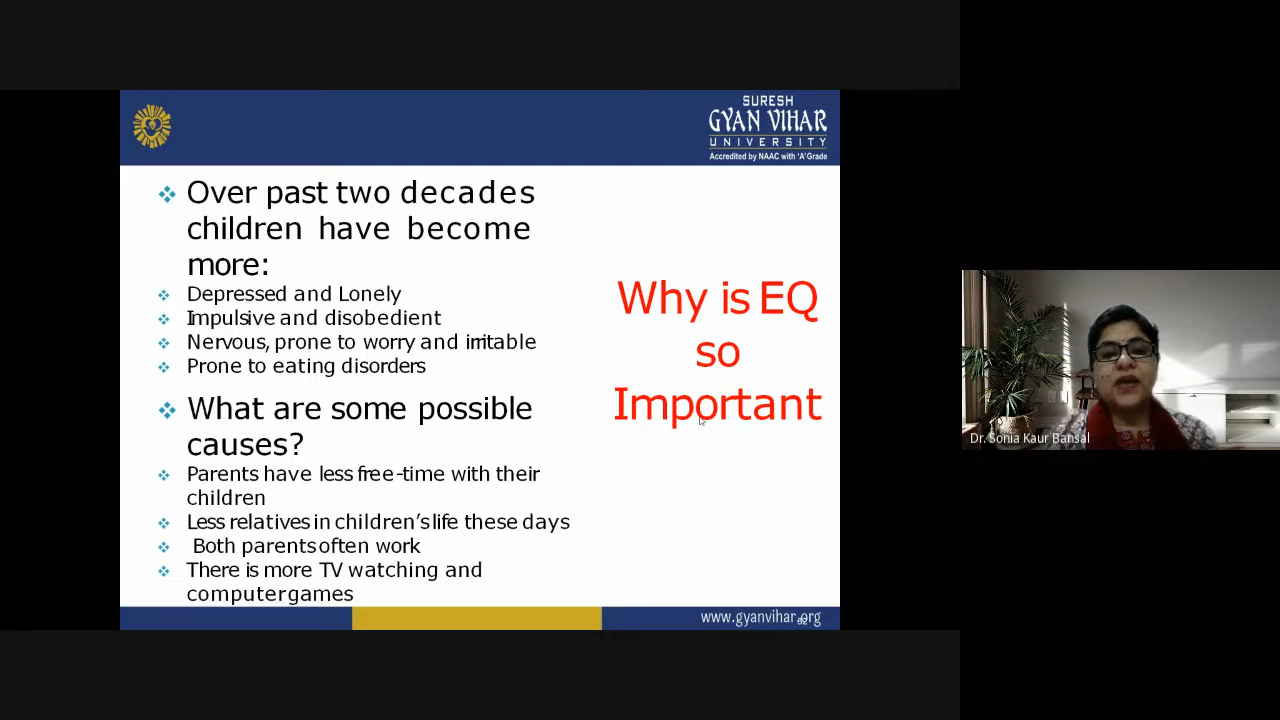 SURESH
GYAN VIHAR
UNIVERSITY
Accredited by NAAC with 'A' Grade
Over past two decades
children have become
more:
Depressed and Lonely
Impulsive and disobedient
Nervous, prone to worry and irritable
Prone to eating disorders
What are some possible
causes?
Parents have less free-time with their
children
Less relatives in children's life these days
Both parents often work
There is more TV watching and
computer games
Why is EQ
so
Important
www.gyanvihar.org
Dr. Sonia Kaur Bansal